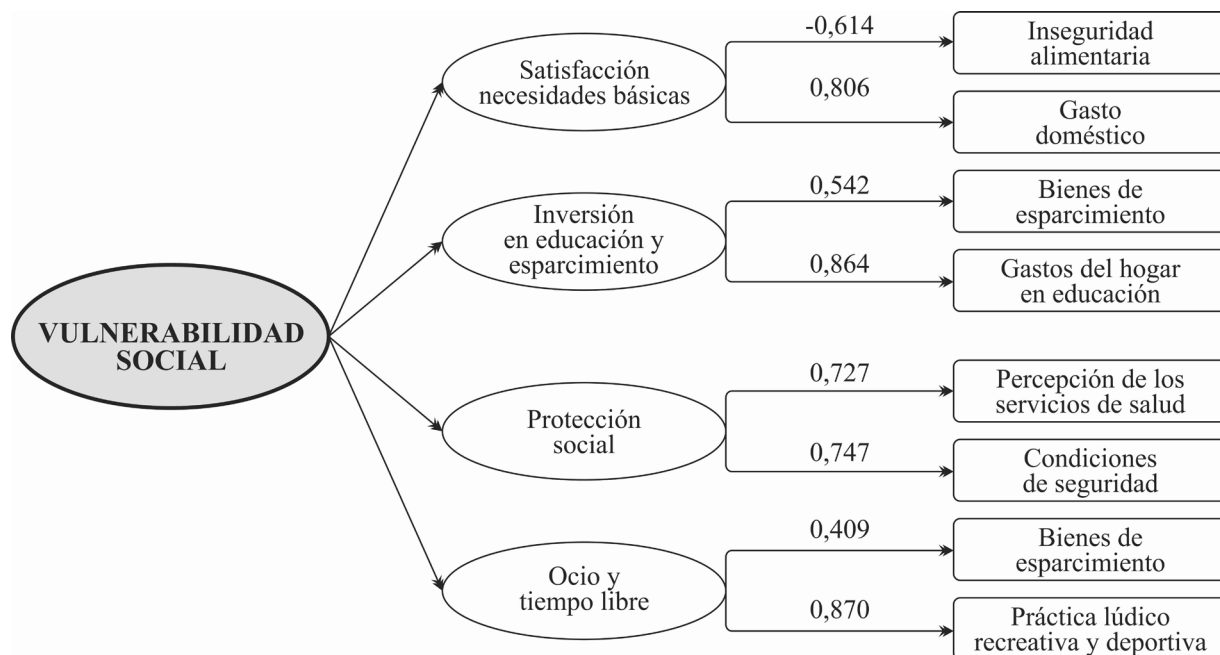 VULNERABILIDAD
SOCIAL
Satisfacción
necesidades básicas
-0,614
Inseguridad
alimentaria
0,806
Gasto
doméstico
Inversión
en educación y
esparcimiento
0,542
Bienes de
esparcimiento
0,864
Gastos del hogar
en educación
Protección
social
0,727
Percepción de los
servicios de salud
0,747
Condiciones
de seguridad
Ocio y
tiempo libre
0,409
Bienes de
esparcimiento
0,870
Práctica lúdico
recreativa y deportiva